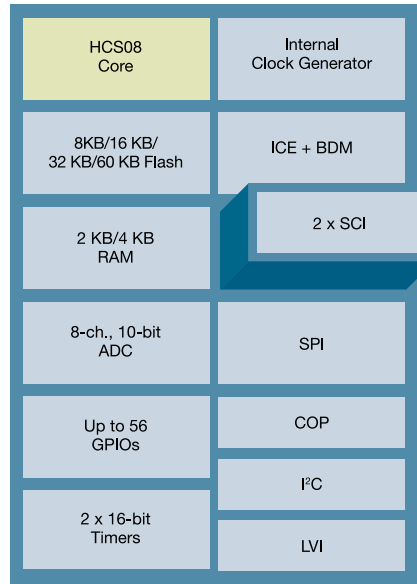 HCS08
Core
Internal
Clock Generator
8KB/16 KB/
32 KB/60 KB Flash
ICE + BDM
2 x SCI
2 KB/4 KB
RAM
8-ch., 10-bit
ADC
SPI
Up to 56
GPIOs
COP
I²C
2 x 16-bit
Timers
LVI